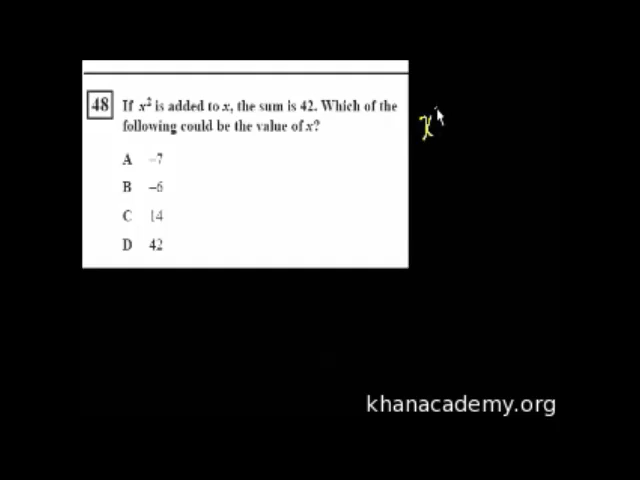 48 If x² is added to x, the sum is 42. Which of the
following could be the value of x?
A –7
B –6
C 14
D 42
x
khanacademy.org